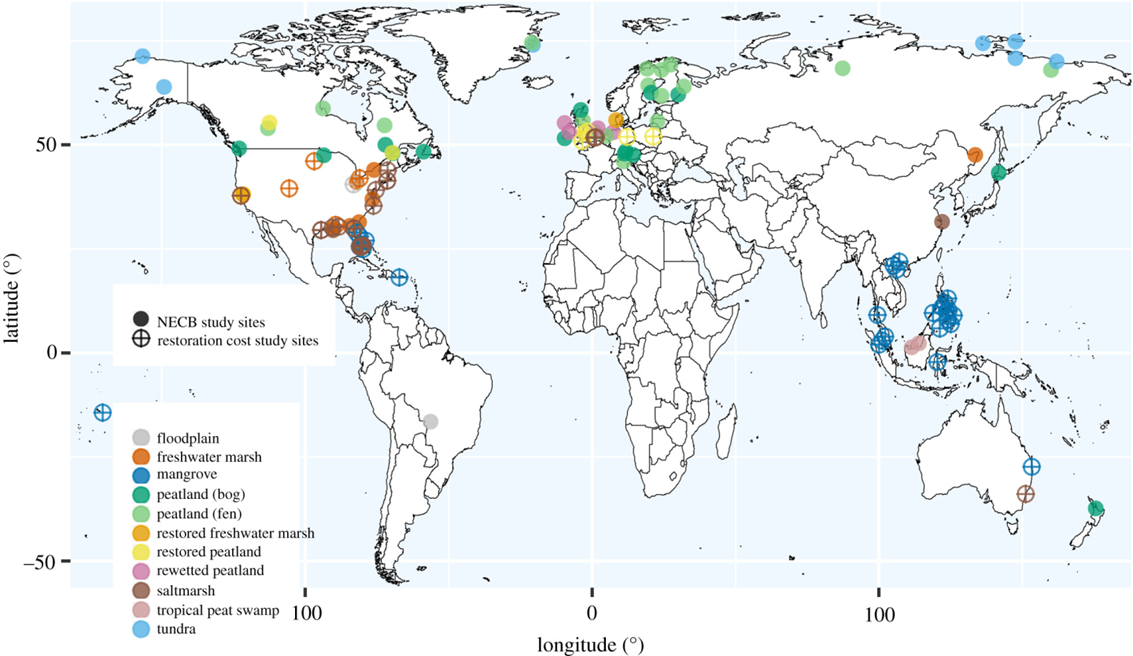 50
0
–50
latitude (°)
NECB study sites
restoration cost study sites
floodplain
freshwater marsh
mangrove
peatland (bog)
peatland (fen)
restored freshwater marsh
restored peatland
rewetted peatland
saltmarsh
tropical peat swamp
tundra
100
0
100
longitude (°)